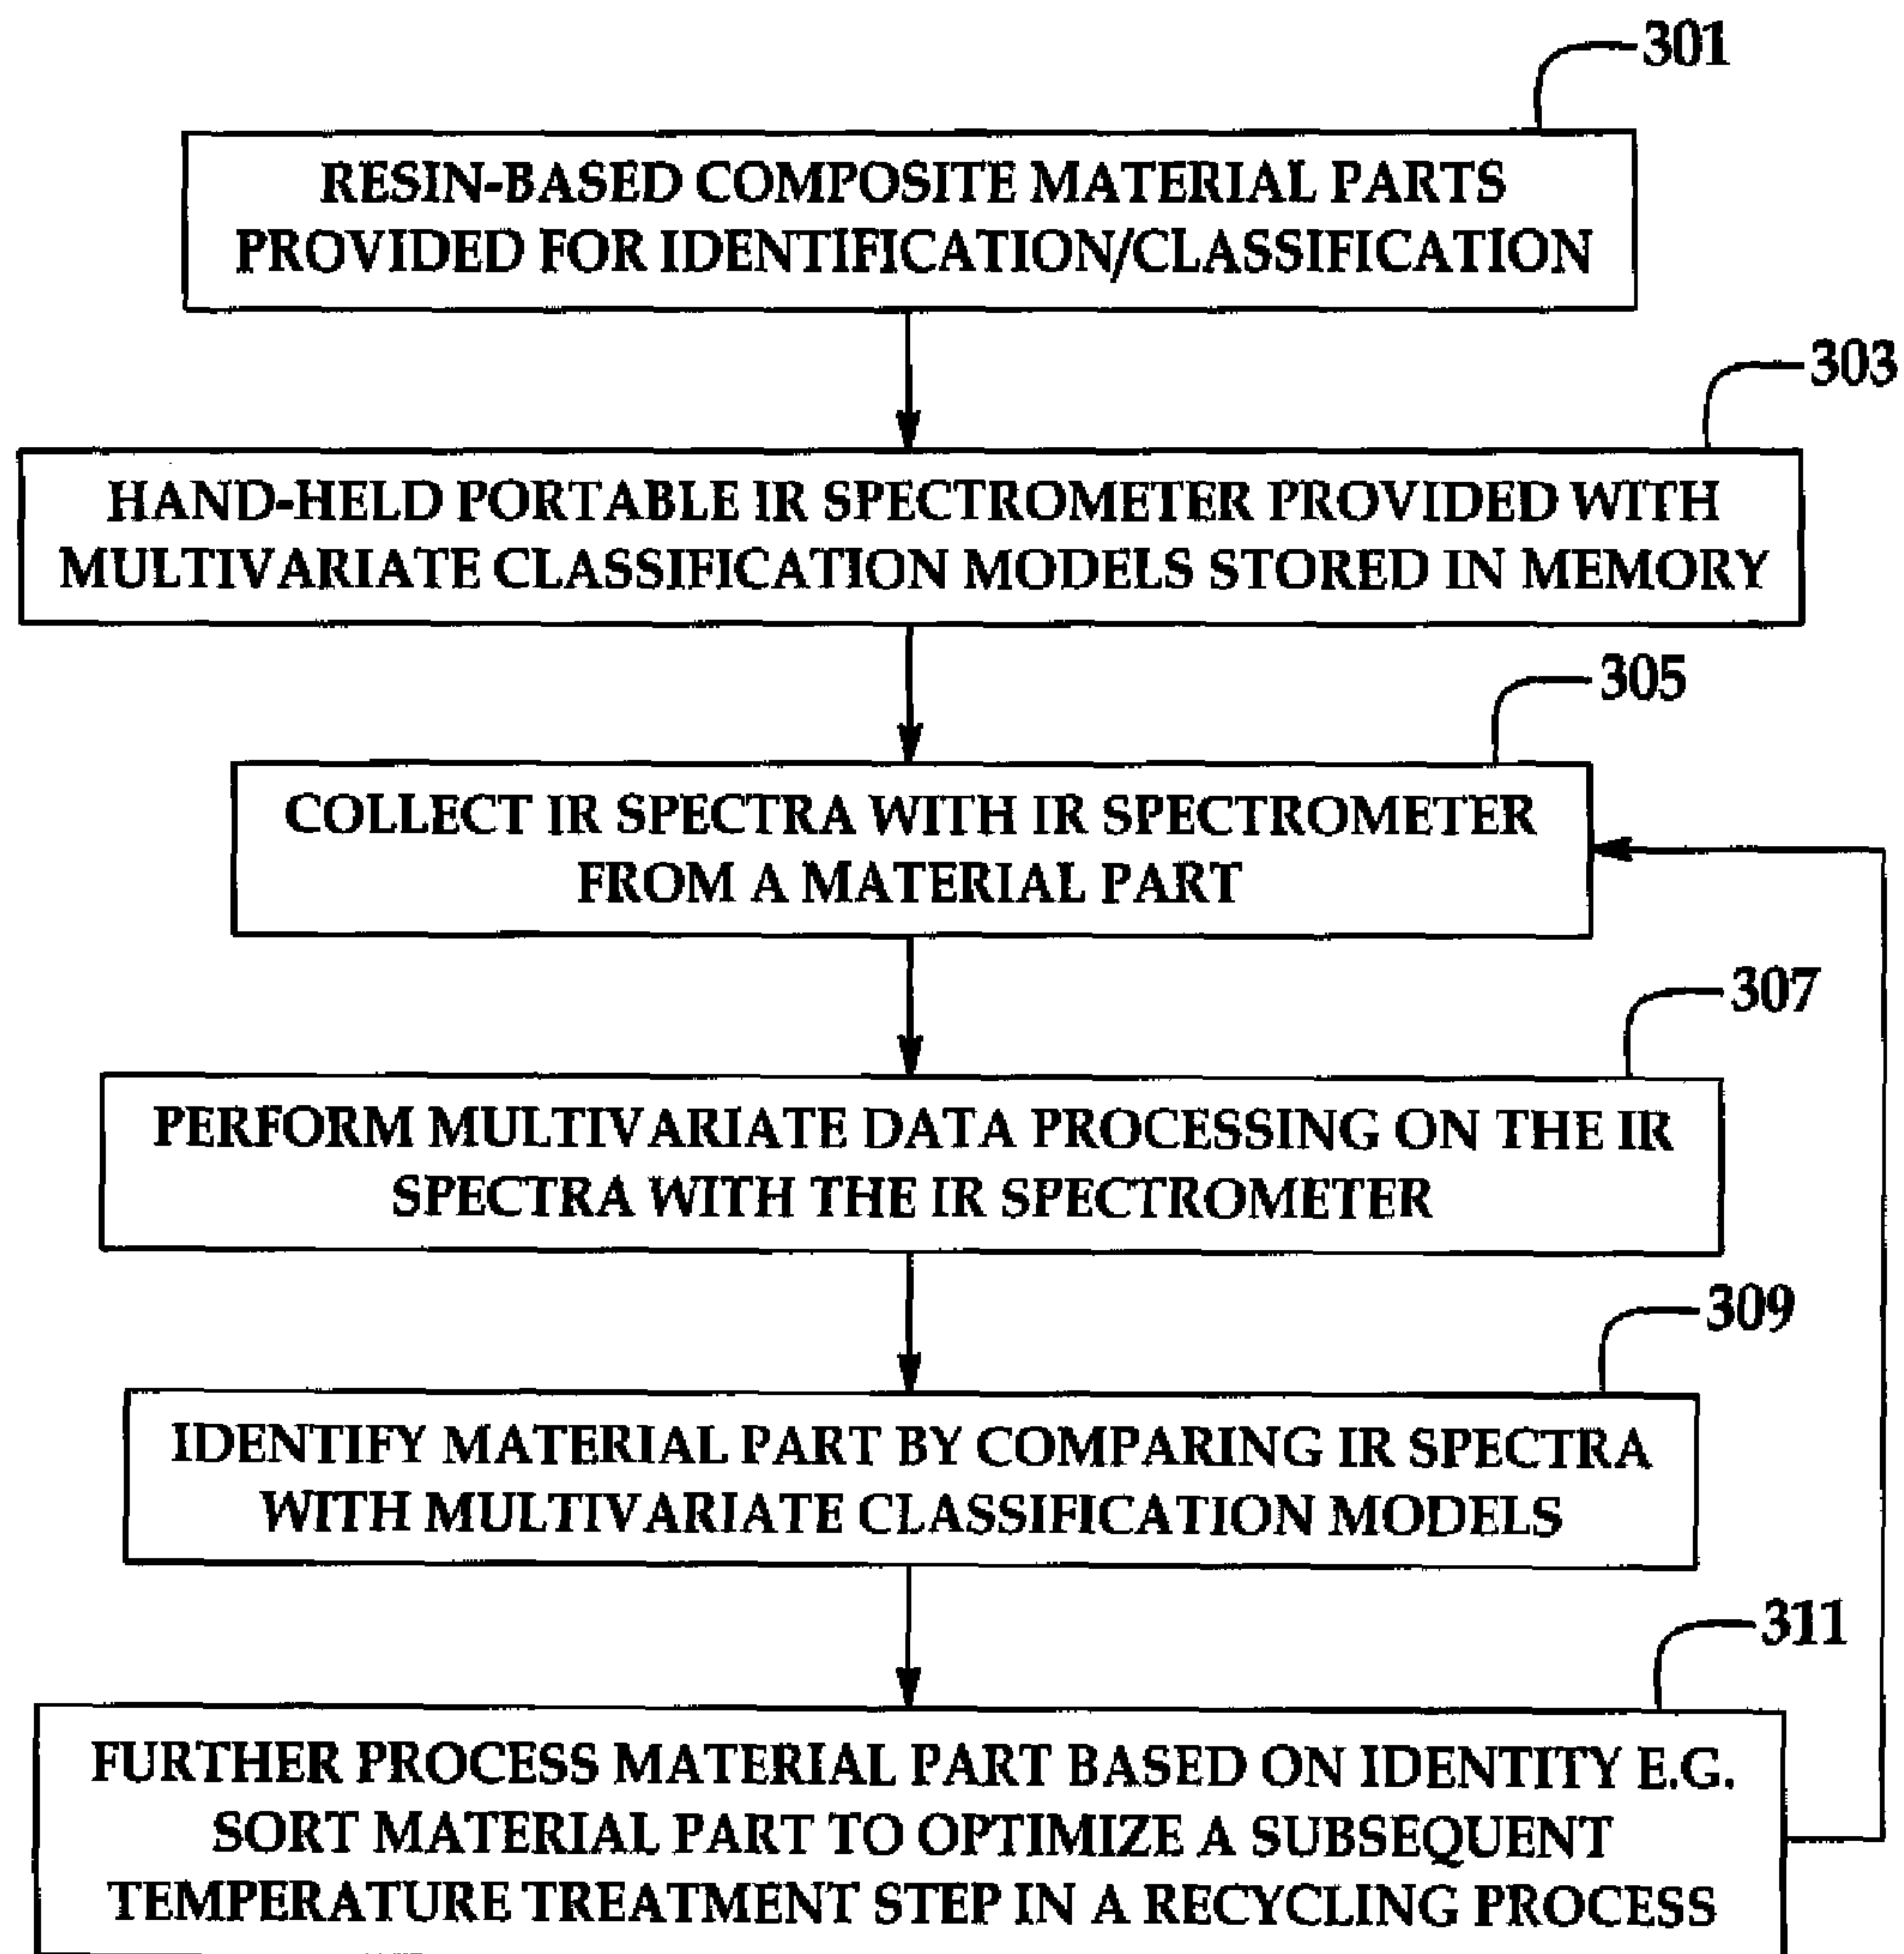 301
RESIN-BASED COMPOSITE MATERIAL PARTS
PROVIDED FOR IDENTIFICATION/CLASSIFICATION
303
HAND-HELD PORTABLE IR SPECTROMETER PROVIDED WITH
MULTIVARIATE CLASSIFICATION MODELS STORED IN MEMORY
305
COLLECT IR SPECTRA WITH IR SPECTROMETER
FROM A MATERIAL PART
307
PERFORM MULTIVARIATE DATA PROCESSING ON THE IR
SPECTRA WITH THE IR SPECTROMETER
309
IDENTIFY MATERIAL PART BY COMPARING IR SPECTRA
WITH MULTIVARIATE CLASSIFICATION MODELS
311
FURTHER PROCESS MATERIAL PART BASED ON IDENTITY E.G.
SORT MATERIAL PART TO OPTIMIZE A SUBSEQUENT
TEMPERATURE TREATMENT STEP IN A RECYCLING PROCESS